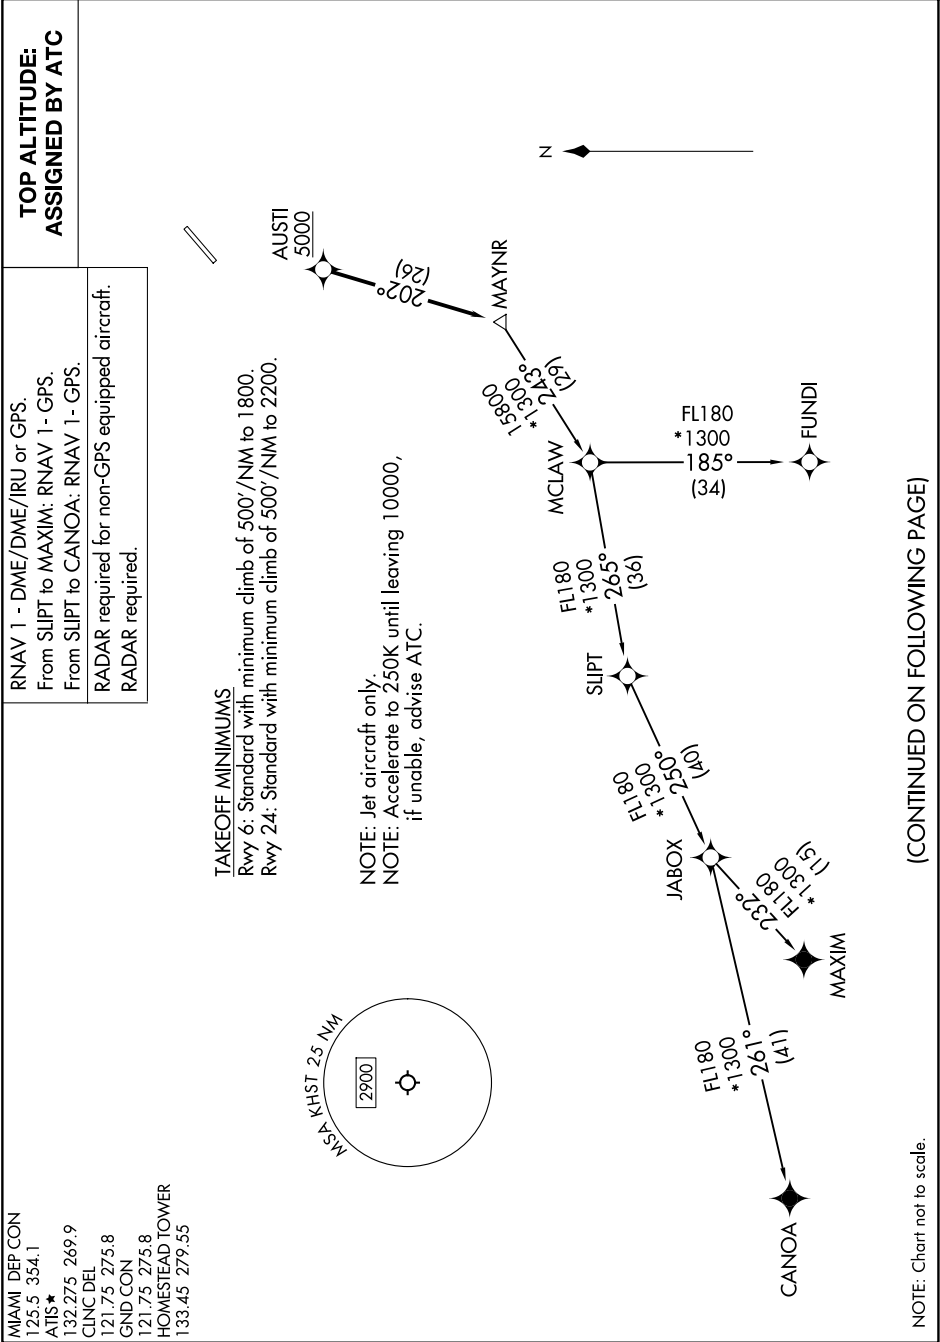 MIAMI DEP CON
125.5 354.1
ATIS★
132.275 269.9
CLNC DEL
121.75 275.8
GND CON
121.75 275.8
HOMESTEAD TOWER
133.45 279.55
RNAV 1 - DME/DME/IRU or GPS.
From SLIPT to MAXIM: RNAV 1- GPS.
From SLIPT to CANOA: RNAV 1- GPS.
RADAR required for non-GPS equipped aircraft.
RADAR required.
TOP ALTITUDE:
ASSIGNED BY ATC
TAKEOFF MINIMUMS
Rwy 6: Standard with minimum climb of 500'/NM to 1800.
Rwy 24: Standard with minimum climb of 500'/NM to 2200.
NOTE: Jet aircraft only.
NOTE: Accelerate to 250K until leaving 10000,
if unable, advise ATC.
MSA KHST 25 NM
2900
N
AUSTI
5000
202°
(26)
MAYNR
15800
*1300
243°
(29)
MCLAW
FL180
*1300
185°
(34)
FUNDI
FL180
*1300
265°
(36)
SLIPT
FL180
*1300
250°
(40)
JABOX
232°
FL180
*1300
(15)
MAXIM
FL180
*1300
261°
(41)
CANOA
NOTE: Chart not to scale.
(CONTINUED ON FOLLOWING PAGE)